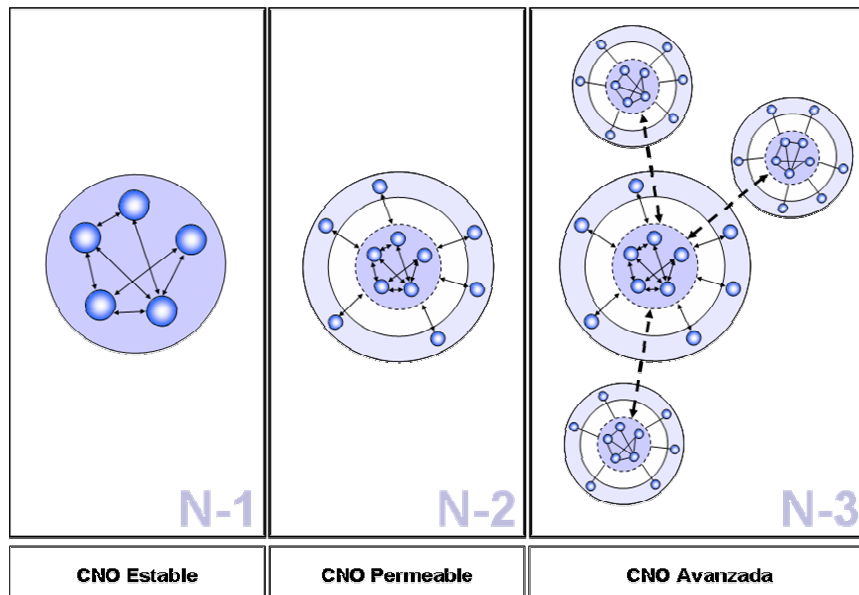 N-1
N-2
N-3
CNO Estable
CNO Permeable
CNO Avanzada